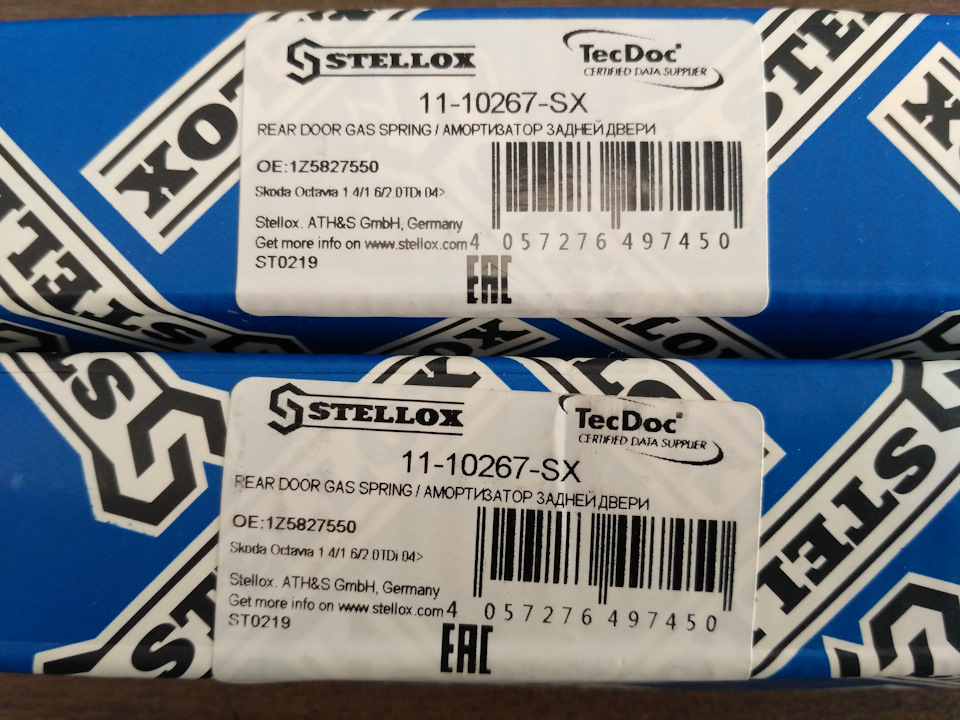 STELLOX
TecDoc
CERTIFIED DATA SUPPLIER
11-10267-SX
REAR DOOR GAS SPRING / АМОРТИЗАТОР ЗАДНЕЙ ДВЕРИ
OE:1Z5827550
Skoda Octavia 1 4/1 6/2 0TDi 04>
Stellox. ATH&S GmbH, Germany
Get more info on www.stellox.com
4 057276 497450
ST0219
EAC
STELLOX
TecDoc
CERTIFIED DATA SUPPLIER
11-10267-SX
REAR DOOR GAS SPRING / АМОРТИЗАТОР ЗАДНЕЙ ДВЕРИ
OE:1Z5827550
Skoda Octavia 1 4/1 6/2 0TDi 04>
Stellox. ATH&S GmbH, Germany
Get more info on www.stellox.com
4 057276 497450
ST0219
EAC